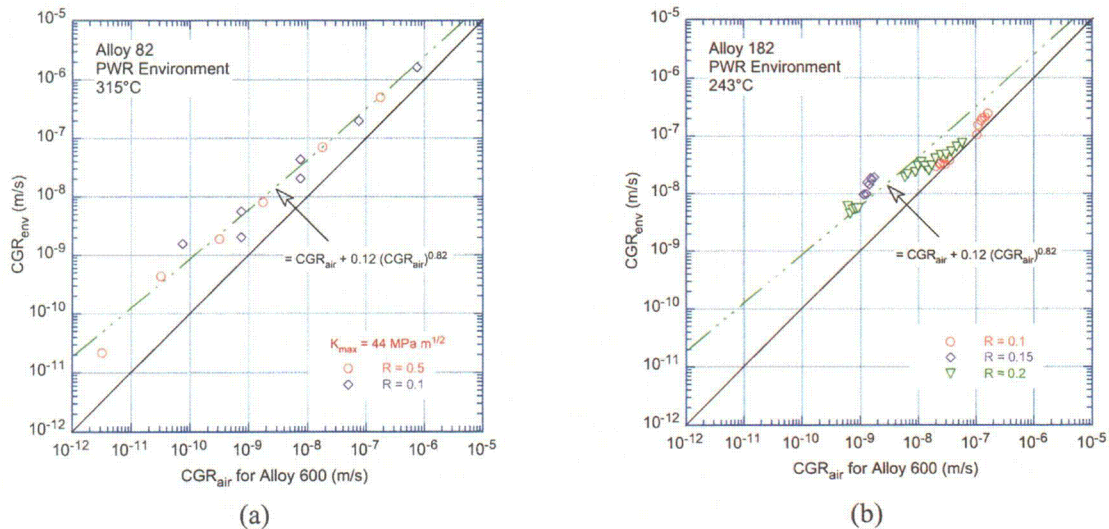 Alloy 82
PWR Environment
315°C
CGR_env (m/s)
10^-5
10^-6
10^-7
10^-8
10^-9
10^-10
10^-11
10^-12
= CGR_air + 0.12 (CGR_air)^0.82
K_max = 44 MPa m^1/2
R = 0.5
R = 0.1
10^-12 10^-11 10^-10 10^-9 10^-8 10^-7 10^-6 10^-5
CGR_air for Alloy 600 (m/s)
(a)
Alloy 182
PWR Environment
243°C
CGR_env (m/s)
10^-5
10^-6
10^-7
10^-8
10^-9
10^-10
10^-11
10^-12
= CGR_air + 0.12 (CGR_air)^0.82
R = 0.1
R = 0.15
R = 0.2
10^-12 10^-11 10^-10 10^-9 10^-8 10^-7 10^-6 10^-5
CGR_air for Alloy 600 (m/s)
(b)